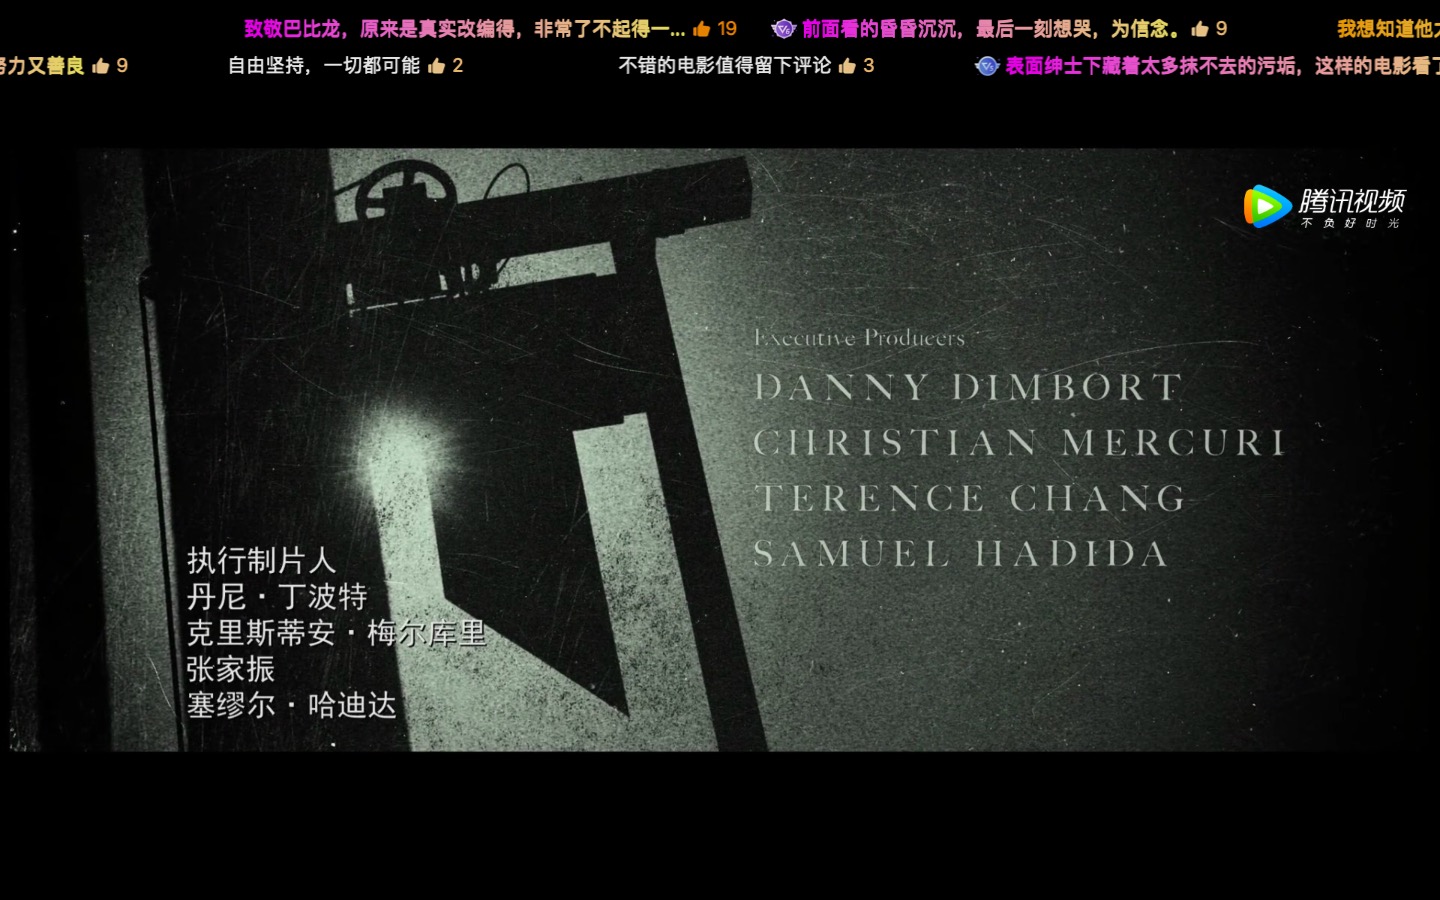 致敬巴比龙，原来是真实改编得，非常了不起得一... 19
前面看的昏昏沉沉，最后一刻想哭，为信念。 9
我想知道他
力又善良 9
自由坚持，一切都可能 2
不错的电影值得留下评论 3
表面绅士下藏着太多抹不去的污垢，这样的电影看了
腾讯视频
不负好时光
Executive Producers
DANNY DIMBORT
CHRISTIAN MERCURI
TERENCE CHANG
SAMUEL HADIDA
执行制片人
丹尼·丁波特
克里斯蒂安·梅尔库里
张家振
塞缪尔·哈迪达